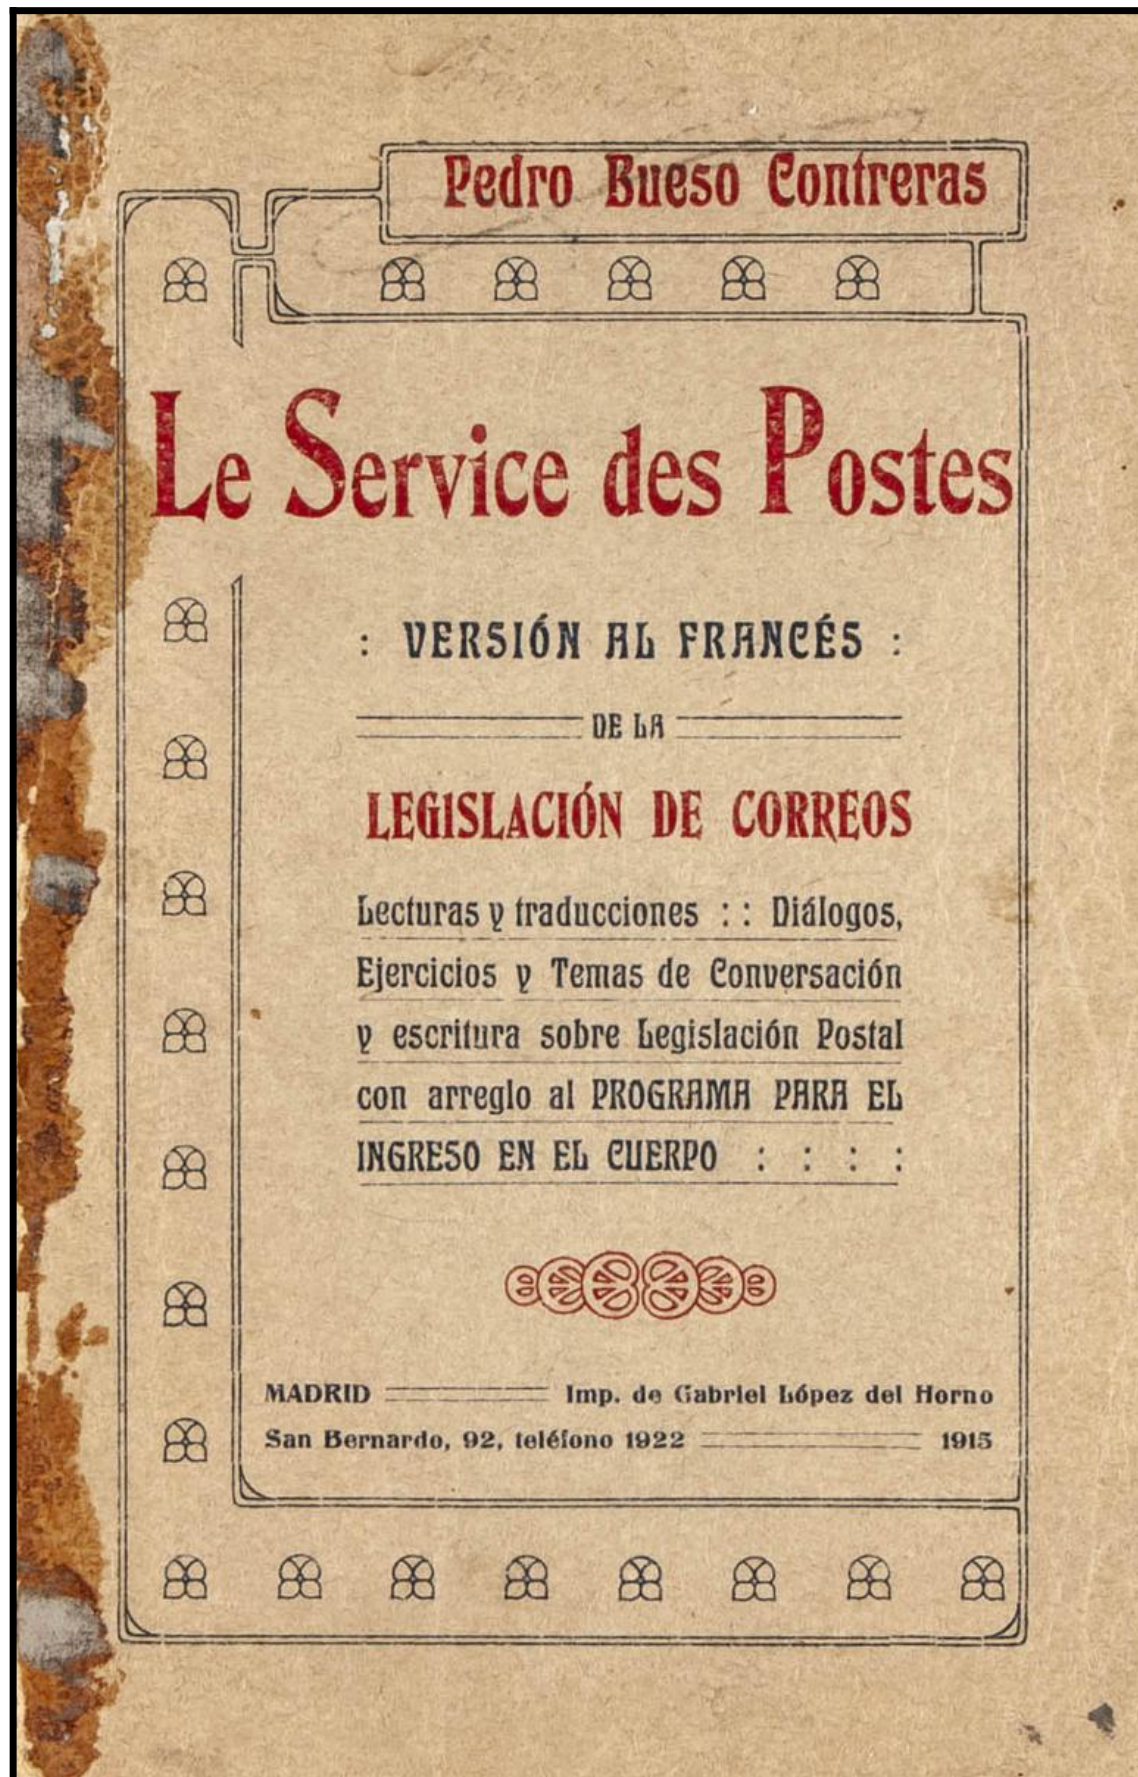 Pedro Bueso Contreras
Le Service des Postes
: VERSIÓN AL FRANCÉS :
DE LA
LEGISLACIÓN DE CORREOS
Lecturas y traducciones : : Diálogos,
Ejercicios y Temas de Conversación
y escritura sobre Legislación Postal
con arreglo al PROGRAMA PARA EL
INGRESO EN EL CUERPO : : : :
MADRID Imp. de Gabriel López del Horno
San Bernardo, 92, teléfono 1922 1915